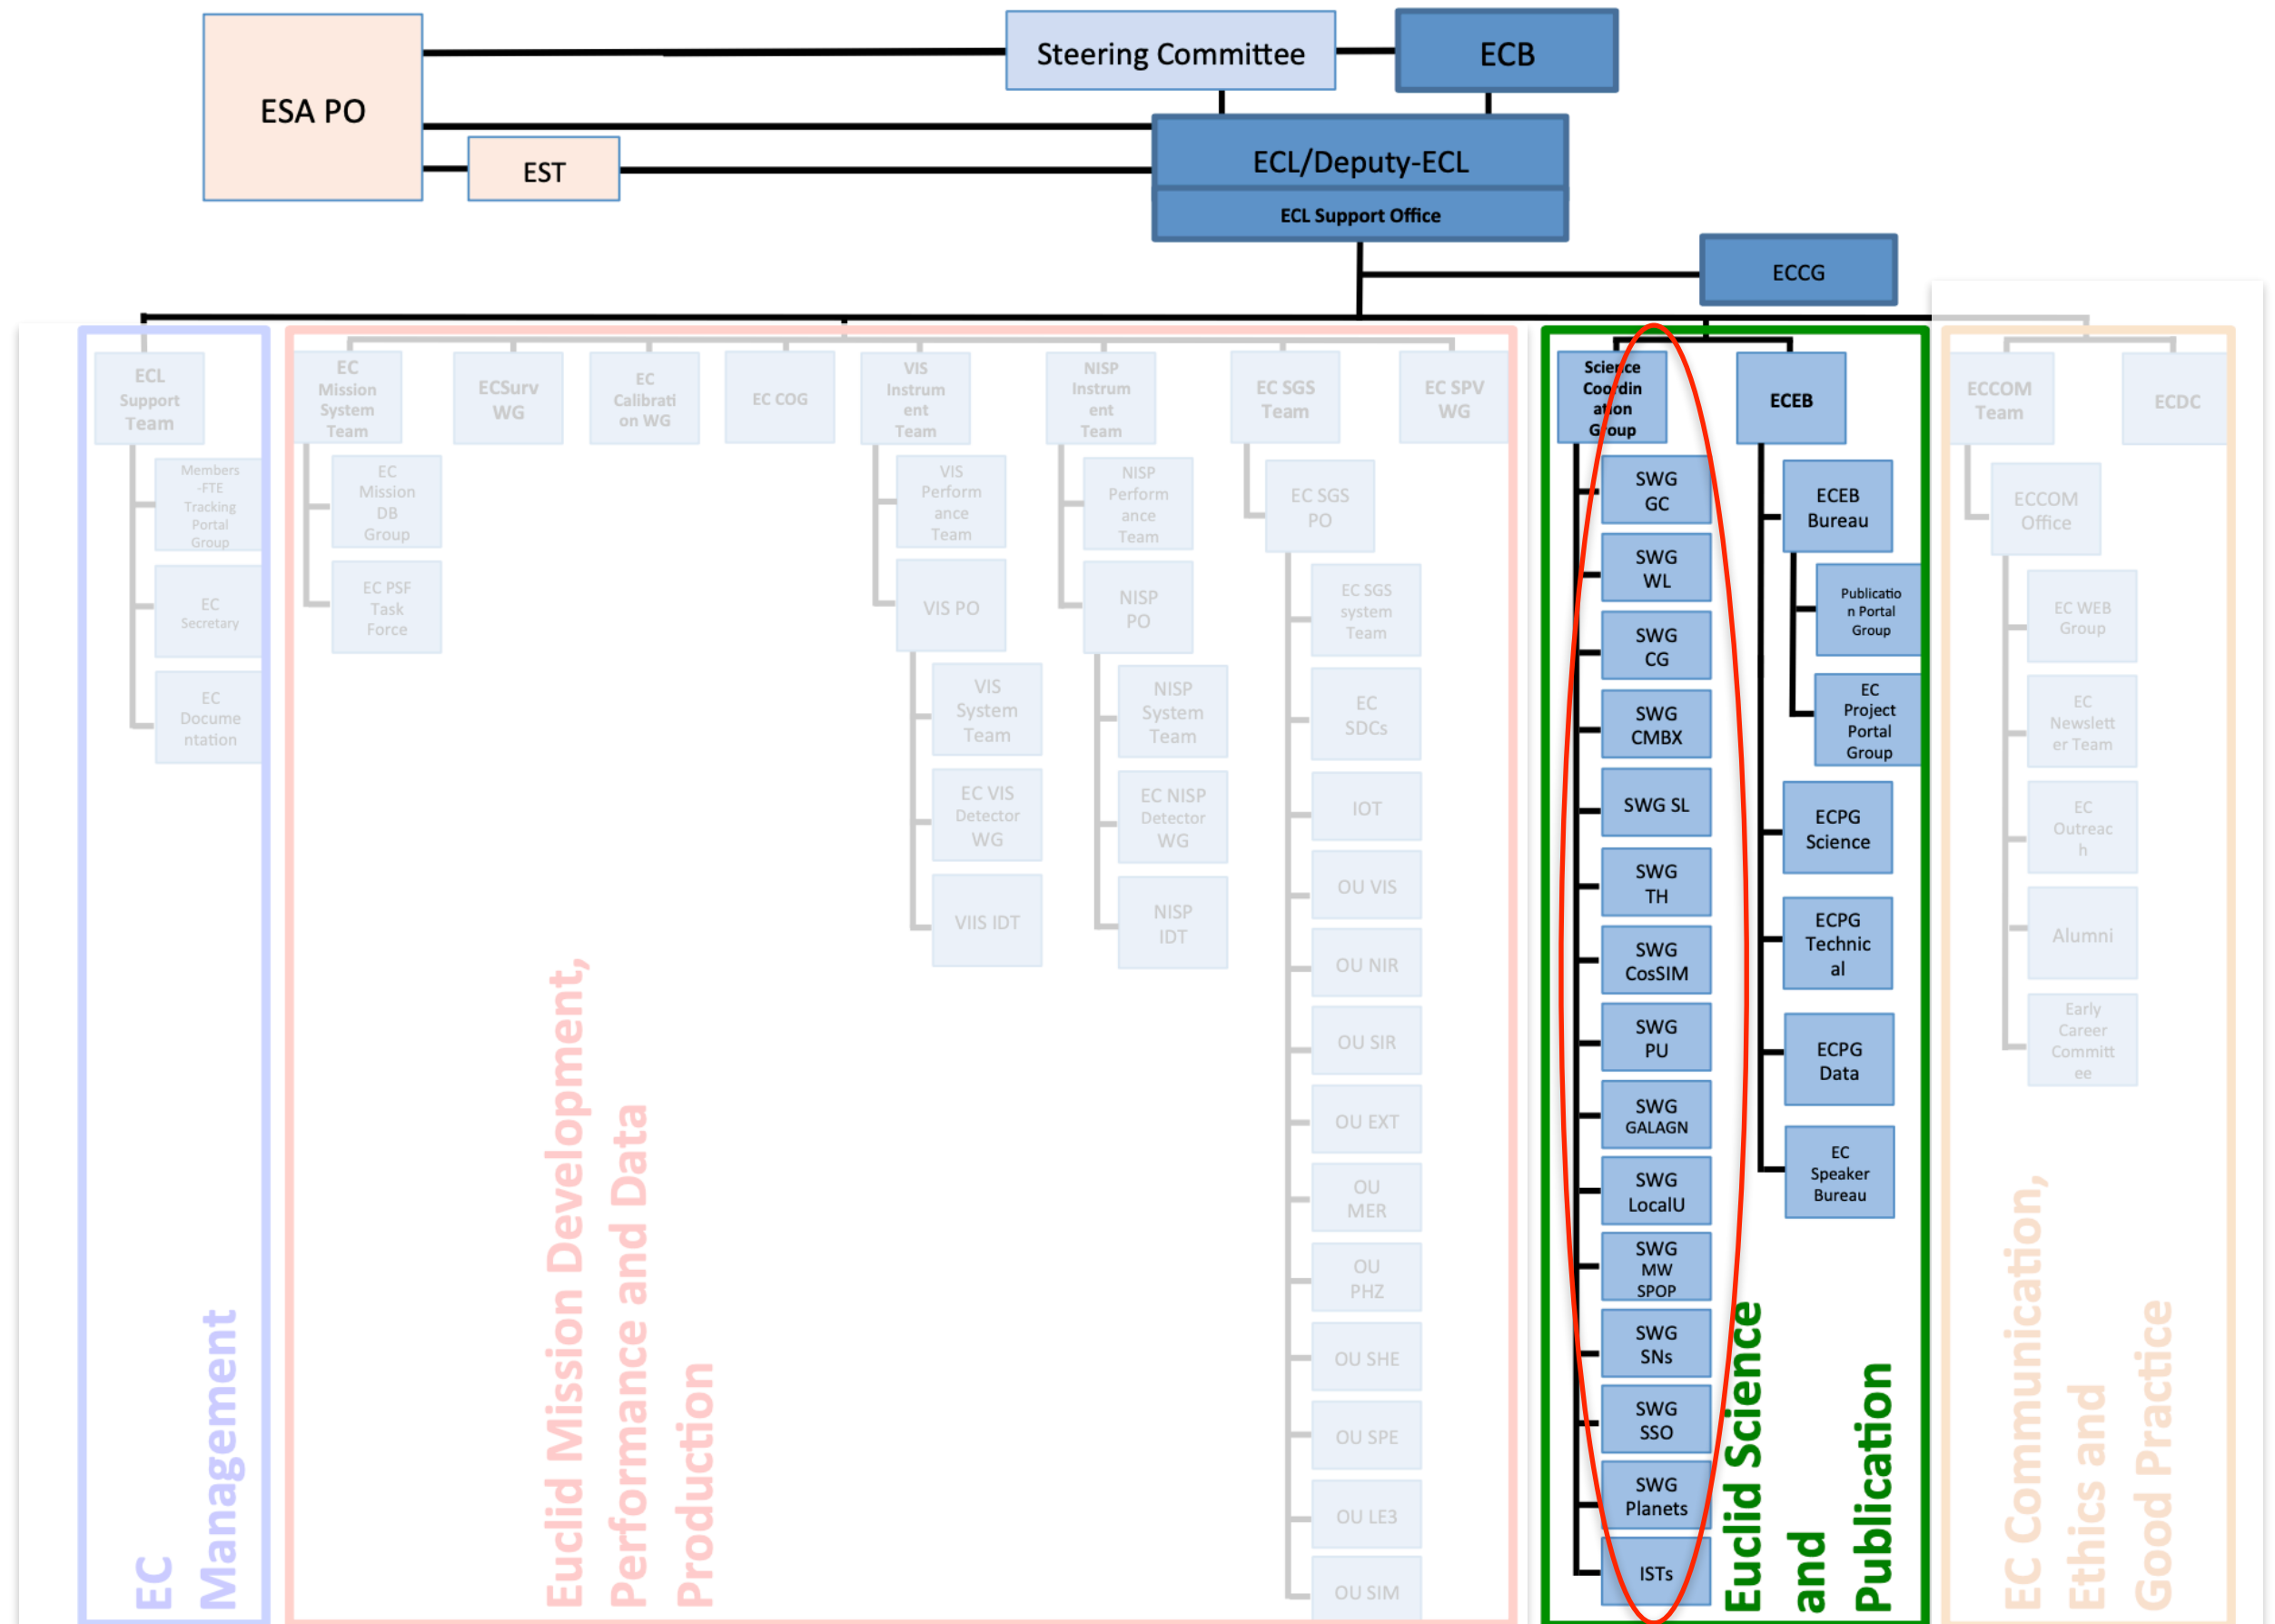 ESA PO
Steering Committee
ECB
EST
ECL/Deputy-ECL
ECL Support Office
ECCG
ECL
Support
Team
Members
-FTE
Tracking
Portal
Group
EC
Secretary
EC
Docume
ntation
EC
Management
EC
Mission
System
Team
EC
Mission
DB
Group
EC PSF
Task
Force
ECSurv
WG
EC
Calibrati
on WG
EC COG
VIS
Instrum
ent
Team
VIS
Perform
ance
Team
VIS PO
VIS
System
Team
EC VIS
Detector
WG
VIIS IDT
NISP
Instrum
ent
Team
NISP
Perform
ance
Team
NISP
PO
NISP
System
Team
EC NISP
Detector
WG
NISP
IDT
EC SGS
Team
EC SGS
PO
EC SGS
system
Team
EC
SDCs
IOT
OU VIS
OU NIR
OU SIR
OU EXT
OU
MER
OU
PHZ
OU SHE
OU SPE
OU LE3
OU SIM
EC SPV
WG
Euclid Mission Development,
Performance and Data
Production
Science
Coordin
ation
Group
SWG
GC
SWG
WL
SWG
CG
SWG
CMBX
SWG SL
SWG
TH
SWG
CosSIM
SWG
PU
SWG
GALAGN
SWG
LocalU
SWG
MW
SPOP
SWG
SNs
SWG
SSO
SWG
Planets
ISTs
ECEB
ECEB
Bureau
Publicatio
n Portal
Group
EC
Project
Portal
Group
ECPG
Science
ECPG
Technic
al
ECPG
Data
EC
Speaker
Bureau
Euclid Science
and
Publication
ECCOM
Team
ECCOM
Office
EC WEB
Group
EC
Newslett
er Team
EC
Outreac
h
Alumni
Early
Career
Committ
ee
ECDC
EC Communication,
Ethics and
Good Practice